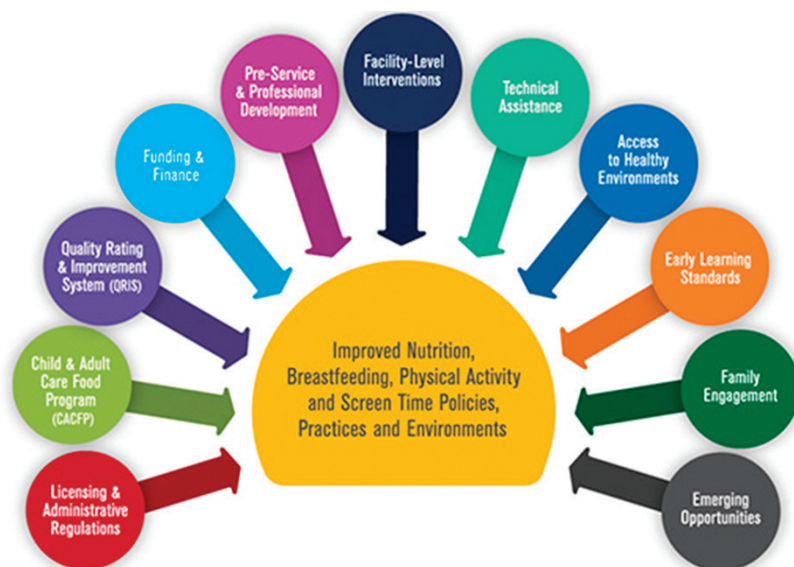 Licensing &
Administrative
Regulations
Child & Adult
Care Food
Program
(CACFP)
Quality Rating
& Improvement
System (QRIS)
Funding &
Finance
Pre-Service
& Professional
Development
Facility-Level
Interventions
Technical
Assistance
Access
to Healthy
Environments
Early Learning
Standards
Family
Engagement
Emerging
Opportunities
Improved Nutrition,
Breastfeeding, Physical Activity
and Screen Time Policies,
Practices and Environments